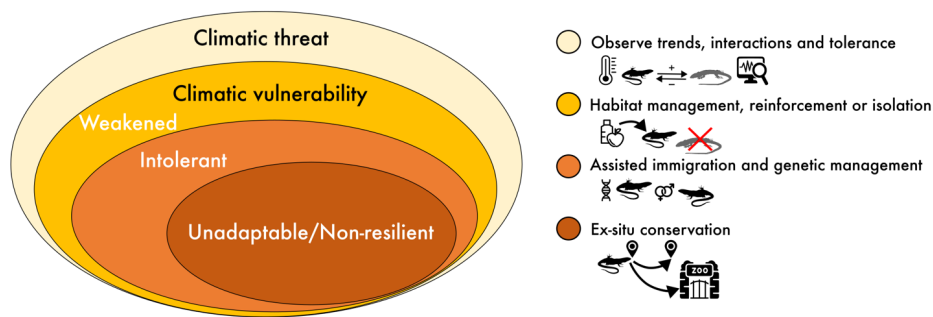 Climatic threat
Climatic vulnerability
Weakened
Intolerant
Unadaptable/Non-resilient
Observe trends, interactions and tolerance
+
−
Habitat management, reinforcement or isolation
Assisted immigration and genetic management
Ex-situ conservation
ZOO